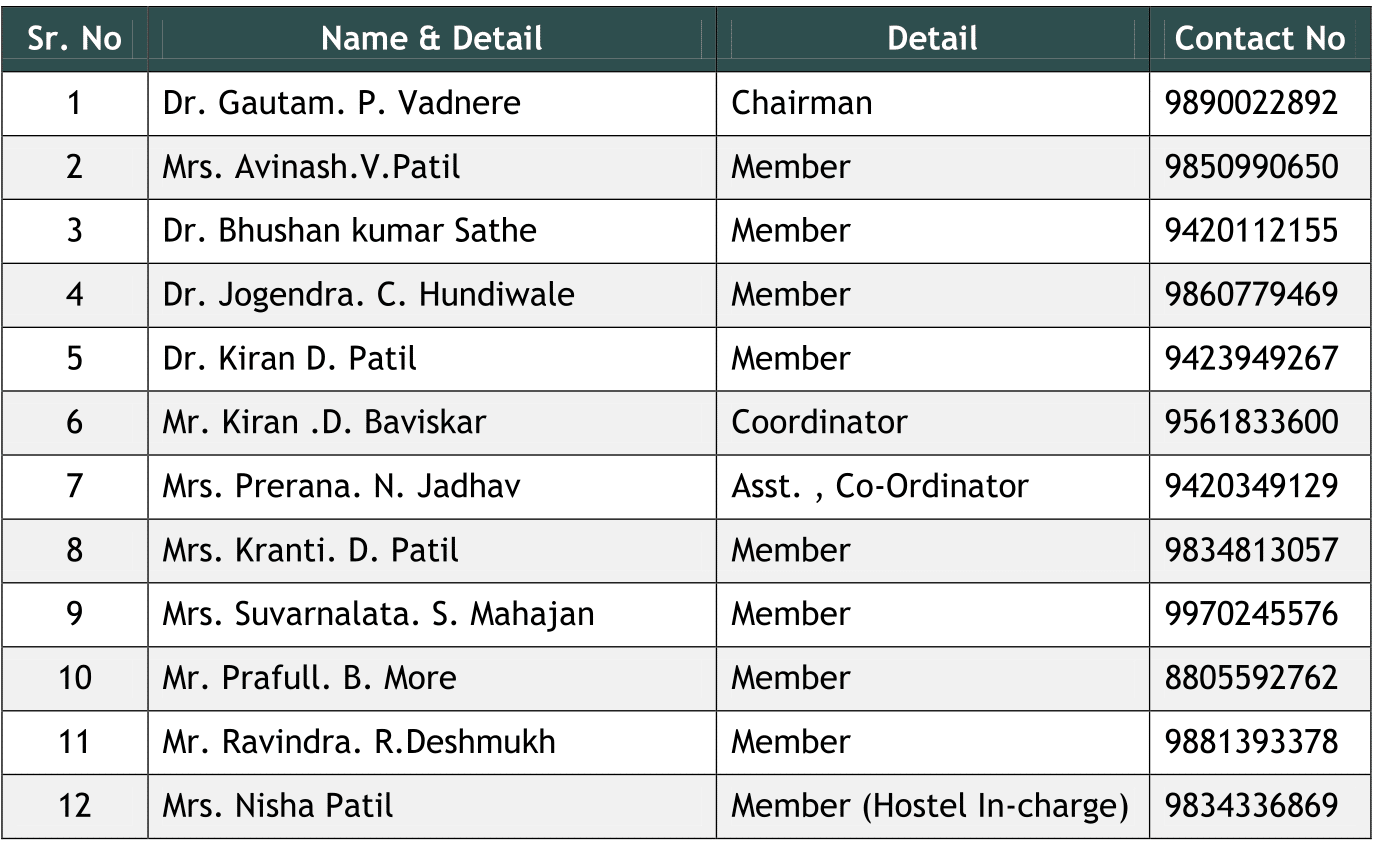 Sr. No Name & Detail Detail Contact No
1 Dr. Gautam. P. Vadnere Chairman 9890022892
2 Mrs. Avinash.V.Patil Member 9850990650
3 Dr. Bhushan kumar Sathe Member 9420112155
4 Dr. Jogendra. C. Hundiwale Member 9860779469
5 Dr. Kiran D. Patil Member 9423949267
6 Mr. Kiran .D. Baviskar Coordinator 9561833600
7 Mrs. Prerana. N. Jadhav Asst. , Co-Ordinator 9420349129
8 Mrs. Kranti. D. Patil Member 9834813057
9 Mrs. Suvarnalata. S. Mahajan Member 9970245576
10 Mr. Prafull. B. More Member 8805592762
11 Mr. Ravindra. R.Deshmukh Member 9881393378
12 Mrs. Nisha Patil Member (Hostel In-charge) 9834336869